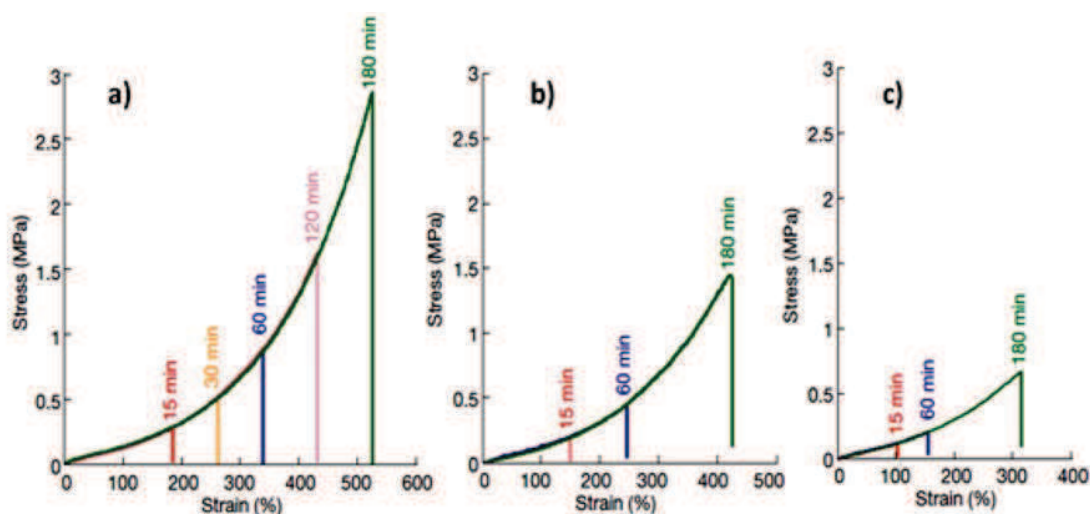 a)
3
2.5
2
1.5
1
0.5
0
Stress (MPa)
15 min
30 min
60 min
120 min
180 min
0 100 200 300 400 500 600
Strain (%)
b)
3
2.5
2
1.5
1
0.5
0
Stress (MPa)
15 min
60 min
180 min
0 100 200 300 400 500
Strain (%)
c)
3
2.5
2
1.5
1
0.5
0
Stress (MPa)
15 min
60 min
180 min
0 100 200 300 400
Strain (%)